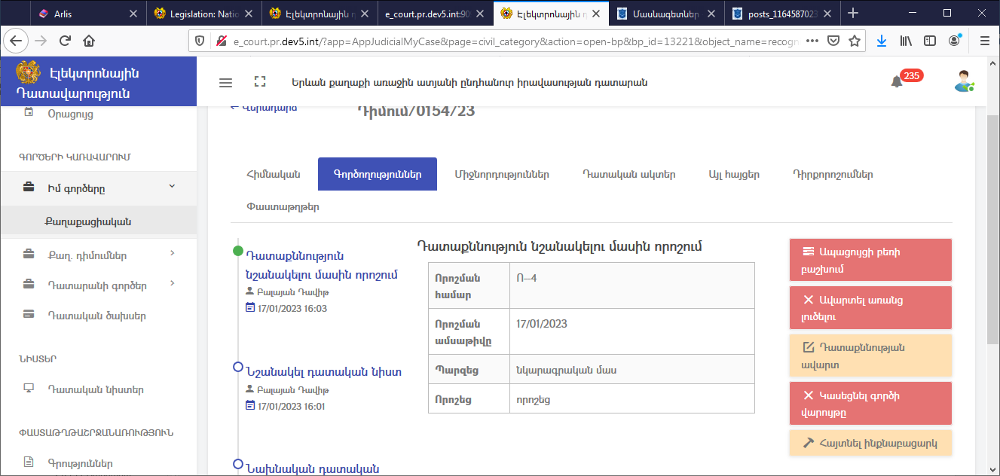 Arlis
Legislation: Natio
Էլեկտրոնային դ
e_court.pr.dev5.int:909
Էլեկտրոնային դ
Մասնագետներ
posts_1164587023
e_court.pr.dev5.int/?app=AppJudicialMyCase&page=civil_category&action=open-bp&bp_id=13221&object_name=recogn
Էլեկտրոնային
Դատավարություն
Երևան քաղաքի առաջին ատյանի ընդհանուր իրավասության դատարան
235
← Վերադարձ
Դիմում/0154/23
Օրացույց
ԳՈՐԾԵՐԻ ԿԱՌԱՎԱՐՈՒՄ
Իմ գործերը
Քաղաքացիական
Քաղ. դիմումներ
Դատարանի գործեր
Դատական ծախսեր
ՆԻՍՏԵՐ
Դատական նիստեր
ՓԱՍՏԱԹՂԹԱՇՐՋԱՆԱՌՈՒԹՅՈՒՆ
Գրություններ
Հիմնական
Գործողություններ
Միջնորդություններ
Դատական ակտեր
Այլ հայցեր
Դիրքորոշումներ
Փաստաթղթեր
Դատաքննություն
նշանակելու մասին որոշում
Բալայան Դավիթ
17/01/2023 16:03
Նշանակել դատական նիստ
Բալայան Դավիթ
17/01/2023 16:01
Նախնական դատական
Դատաքննություն նշանակելու մասին որոշում
Որոշման
համար
Ո—4
Որոշման
ամսաթիվը
17/01/2023
Պարզեց
նկարագրական մաս
Որոշեց
որոշեց
Ապացույցի բեռի
բաշխում
Ավարտել առանց
լուծելու
Դատաքննության
ավարտ
Կասեցնել գործի
վարույթը
Հայտնել ինքնաբացարկ